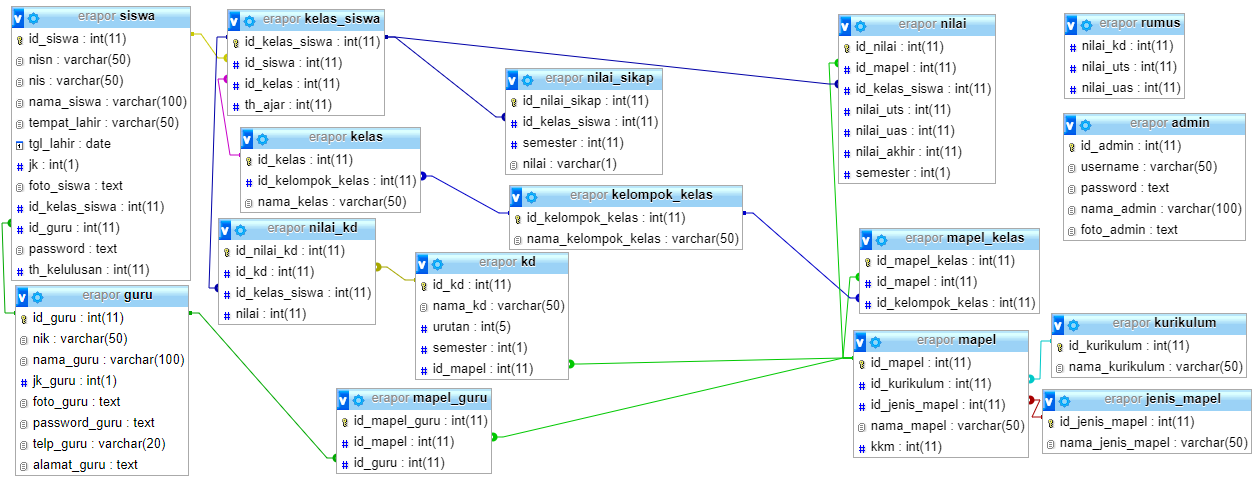 erapor siswa
id_siswa : int(11)
nisn : varchar(50)
nis : varchar(50)
nama_siswa : varchar(100)
tempat_lahir : varchar(50)
tgl_lahir : date
jk : int(1)
foto_siswa : text
id_kelas_siswa : int(11)
id_guru : int(11)
password : text
th_kelulusan : int(11)
erapor guru
id_guru : int(11)
nik : varchar(50)
nama_guru : varchar(100)
jk_guru : int(1)
foto_guru : text
password_guru : text
telp_guru : varchar(20)
alamat_guru : text
erapor kelas_siswa
id_kelas_siswa : int(11)
id_siswa : int(11)
id_kelas : int(11)
th_ajar : int(11)
erapor kelas
id_kelas : int(11)
id_kelompok_kelas : int(11)
nama_kelas : varchar(50)
erapor nilai_kd
id_nilai_kd : int(11)
id_kd : int(11)
id_kelas_siswa : int(11)
nilai : int(11)
erapor mapel_guru
id_mapel_guru : int(11)
id_mapel : int(11)
id_guru : int(11)
erapor nilai_sikap
id_nilai_sikap : int(11)
id_kelas_siswa : int(11)
semester : int(11)
nilai : varchar(1)
erapor kelompok_kelas
id_kelompok_kelas : int(11)
nama_kelompok_kelas : varchar(50)
erapor kd
id_kd : int(11)
nama_kd : varchar(50)
urutan : int(5)
semester : int(1)
id_mapel : int(11)
erapor nilai
id_nilai : int(11)
id_mapel : int(11)
id_kelas_siswa : int(11)
nilai_uts : int(11)
nilai_uas : int(11)
nilai_akhir : int(11)
semester : int(1)
erapor mapel_kelas
id_mapel_kelas : int(11)
id_mapel : int(11)
id_kelompok_kelas : int(11)
erapor mapel
id_mapel : int(11)
id_kurikulum : int(11)
id_jenis_mapel : int(11)
nama_mapel : varchar(50)
kkm : int(11)
erapor rumus
nilai_kd : int(11)
nilai_uts : int(11)
nilai_uas : int(11)
erapor admin
id_admin : int(11)
username : varchar(50)
password : text
nama_admin : varchar(100)
foto_admin : text
erapor kurikulum
id_kurikulum : int(11)
nama_kurikulum : varchar(50)
erapor jenis_mapel
id_jenis_mapel : int(11)
nama_jenis_mapel : varchar(50)